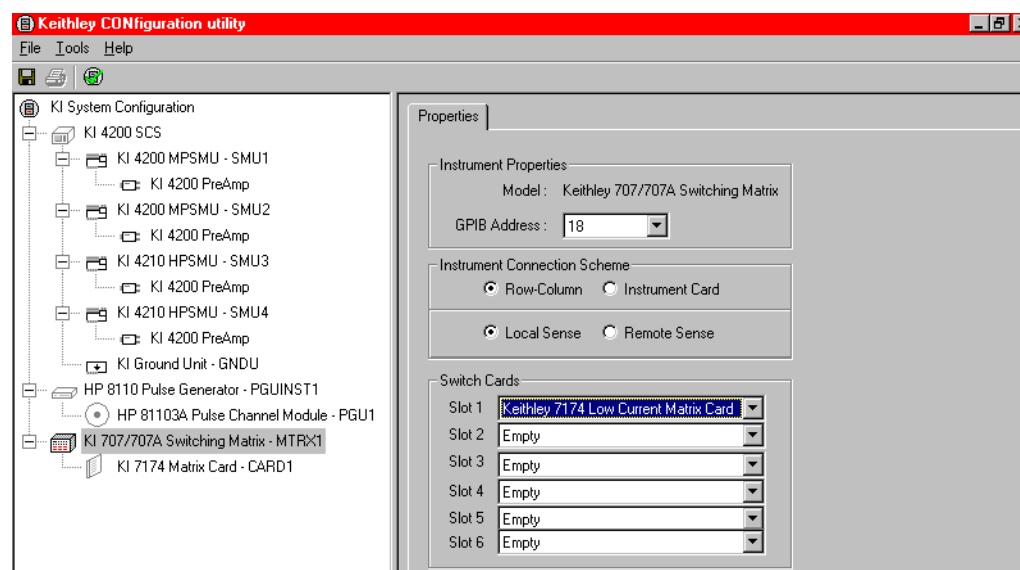 Keithley CONfiguration utility
File Tools Help
KI System Configuration
KI 4200 SCS
KI 4200 MPSMU - SMU1
KI 4200 PreAmp
KI 4200 MPSMU - SMU2
KI 4200 PreAmp
KI 4210 HPSMU - SMU3
KI 4200 PreAmp
KI 4210 HPSMU - SMU4
KI 4200 PreAmp
KI Ground Unit - GNDU
HP 8110 Pulse Generator - PGUINST1
HP 81103A Pulse Channel Module - PGU1
KI 707/707A Switching Matrix - MTRX1
KI 7174 Matrix Card - CARD1
Properties
Instrument Properties
Model : Keithley 707/707A Switching Matrix
GPIB Address : 18
Instrument Connection Scheme
Row-Column Instrument Card
Local Sense Remote Sense
Switch Cards
Slot 1 Keithley 7174 Low Current Matrix Card
Slot 2 Empty
Slot 3 Empty
Slot 4 Empty
Slot 5 Empty
Slot 6 Empty